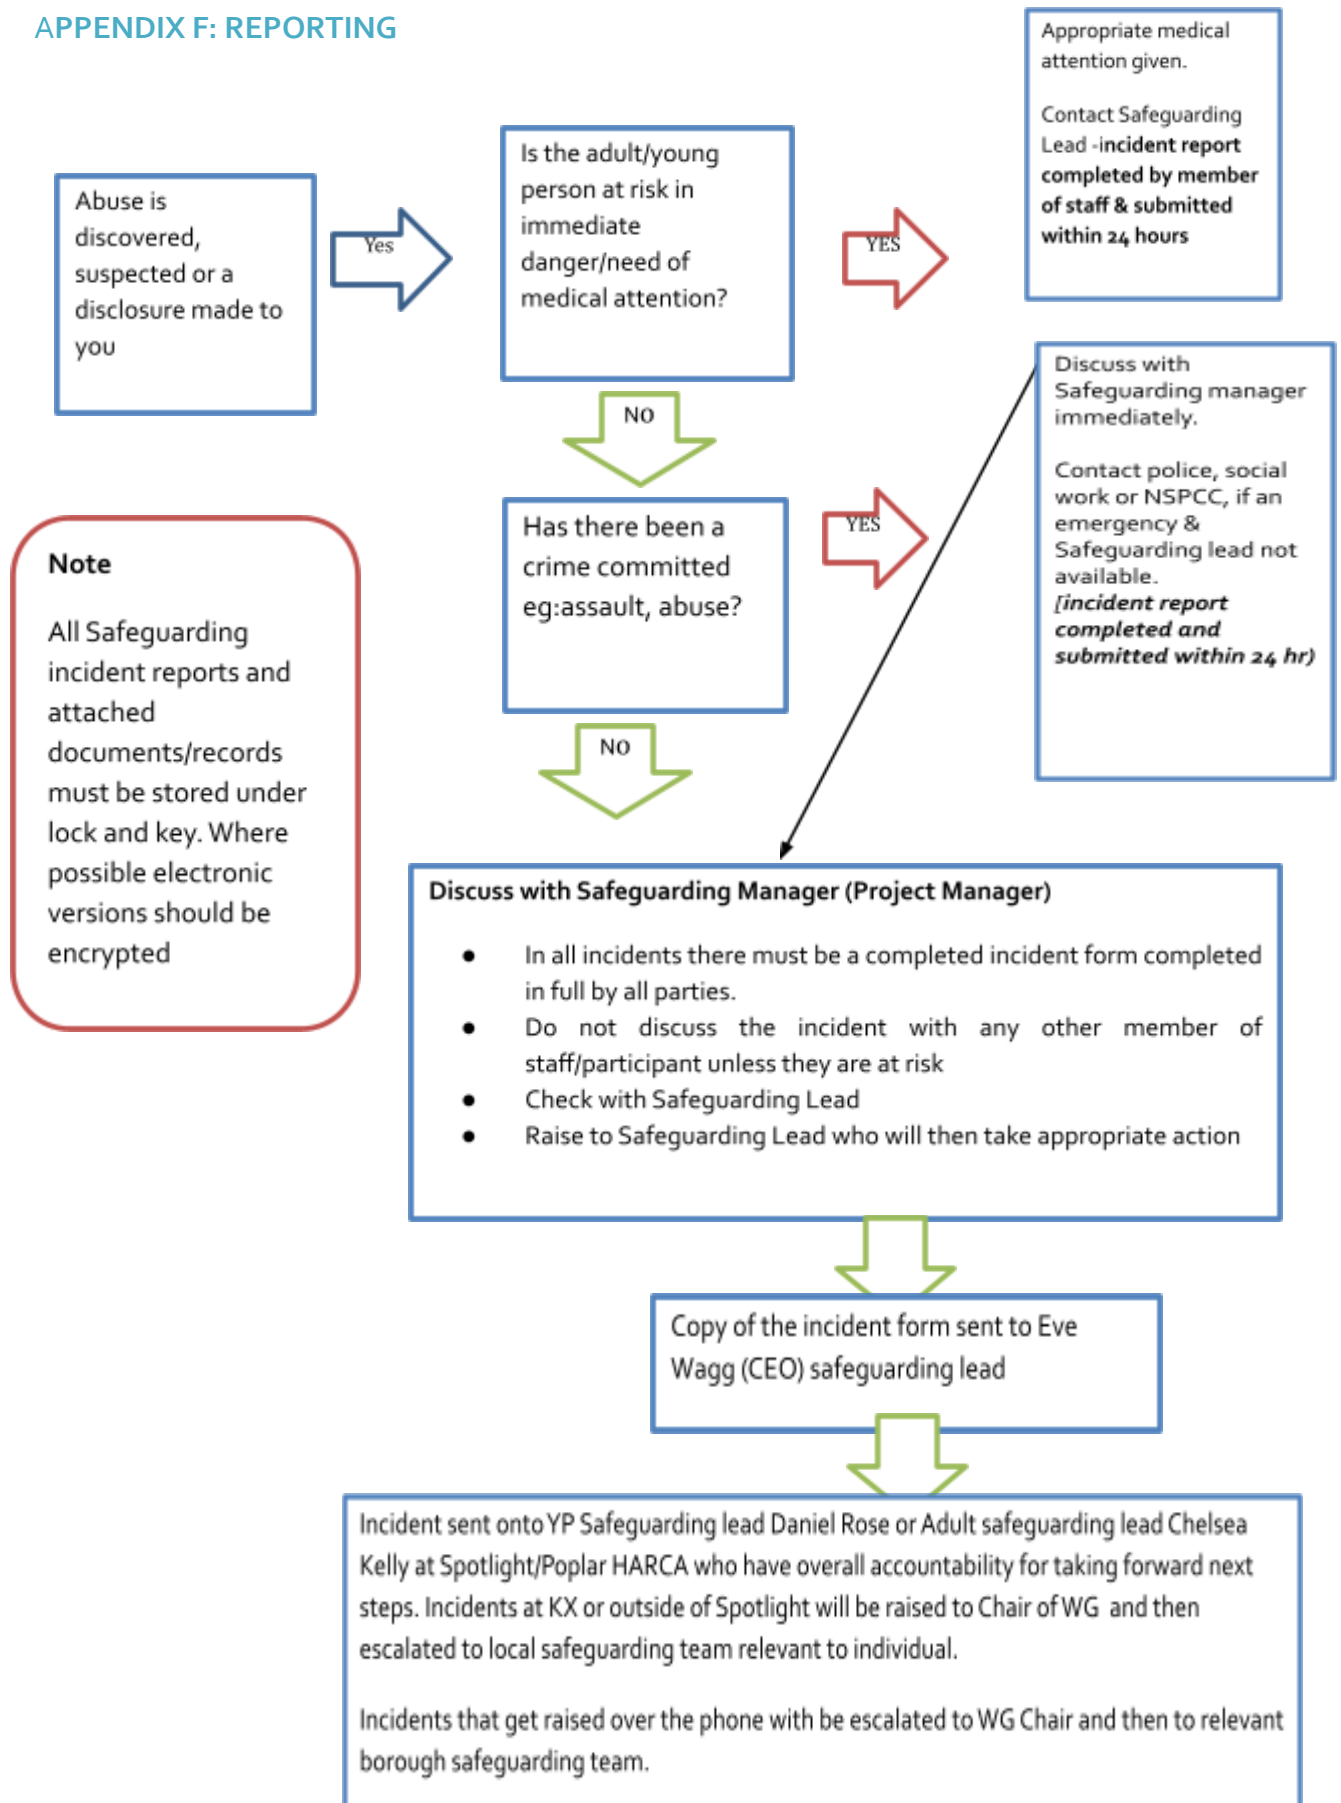 APPENDIX F: REPORTING
Abuse is
discovered,
suspected or a
disclosure made to
you
Yes
Is the adult/young
person at risk in
immediate
danger/need of
medical attention?
YES
Appropriate medical
attention given.
Contact Safeguarding
Lead -incident report
completed by member
of staff & submitted
within 24 hours
NO
Has there been a
crime committed
eg:assault, abuse?
YES
Discuss with
Safeguarding manager
immediately.
Contact police, social
work or NSPCC, if an
emergency &
Safeguarding lead not
available.
[incident report
completed and
submitted within 24 hr)
NO
Note
All Safeguarding
incident reports and
attached
documents/records
must be stored under
lock and key. Where
possible electronic
versions should be
encrypted
Discuss with Safeguarding Manager (Project Manager)
● In all incidents there must be a completed incident form completed
in full by all parties.
● Do not discuss the incident with any other member of
staff/participant unless they are at risk
● Check with Safeguarding Lead
● Raise to Safeguarding Lead who will then take appropriate action
Copy of the incident form sent to Eve
Wagg (CEO) safeguarding lead
Incident sent onto YP Safeguarding lead Daniel Rose or Adult safeguarding lead Chelsea
Kelly at Spotlight/Poplar HARCA who have overall accountability for taking forward next
steps. Incidents at KX or outside of Spotlight will be raised to Chair of WG and then
escalated to local safeguarding team relevant to individual.
Incidents that get raised over the phone with be escalated to WG Chair and then to relevant
borough safeguarding team.